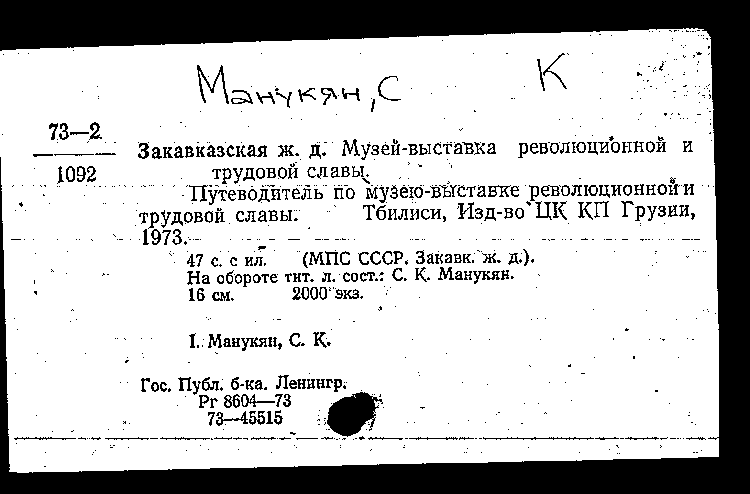 Манукян, С К
73—2
1092
Закавказская ж. д. Музей-выставка революционной и
трудовой славы.
Путеводитель по музею-выставке революционной и
трудовой славы. Тбилиси, Изд-во ЦК КП Грузии,
1973.
47 с. с ил. (МПС СССР. Закавк. ж. д.).
На обороте тит. л. сост.: С. К. Манукян.
16 см. 2000 экз.
I. Манукян, С. К.
Гос. Публ. б-ка. Ленингр.
Рг 8604—73
73—45515